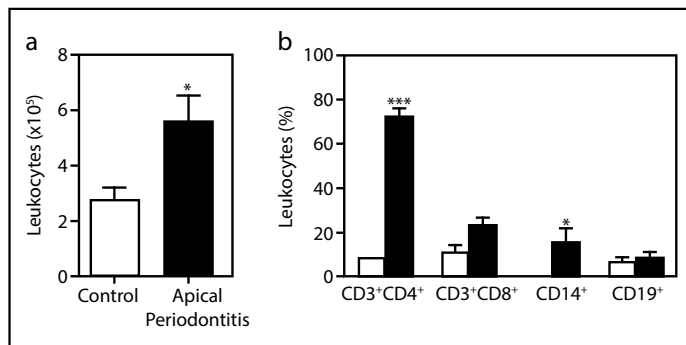 a
Leukocytes (x10⁵)
8
6
4
2
0
*
Control
Apical
Periodontitis
b
Leukocytes (%)
100
80
60
40
20
0
***
*
CD3⁺CD4⁺
CD3⁺CD8⁺
CD14⁺
CD19⁺